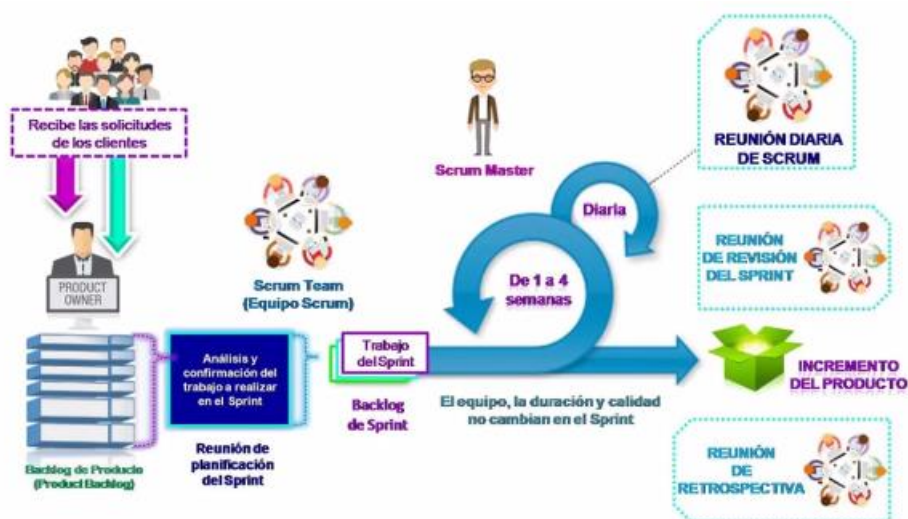 Recibe las solicitudes
de los clientes
PRODUCT
OWNER
Backlog de Producto
(Product Backlog)
Análisis y
confirmación del
trabajo a realizar
en el Sprint
Reunión de
planificación
del Sprint
Scrum Team
(Equipo Scrum)
Trabajo
del Sprint
Backlog
de Sprint
Scrum Master
De 1 a 4
semanas
Diaria
El equipo, la duración y calidad
no cambian en el Sprint
REUNIÓN DIARIA
DE SCRUM
REUNIÓN
DE REVISIÓN
DEL SPRINT
INCREMENTO
DEL PRODUCTO
REUNIÓN
DE
RETROSPECTIVA